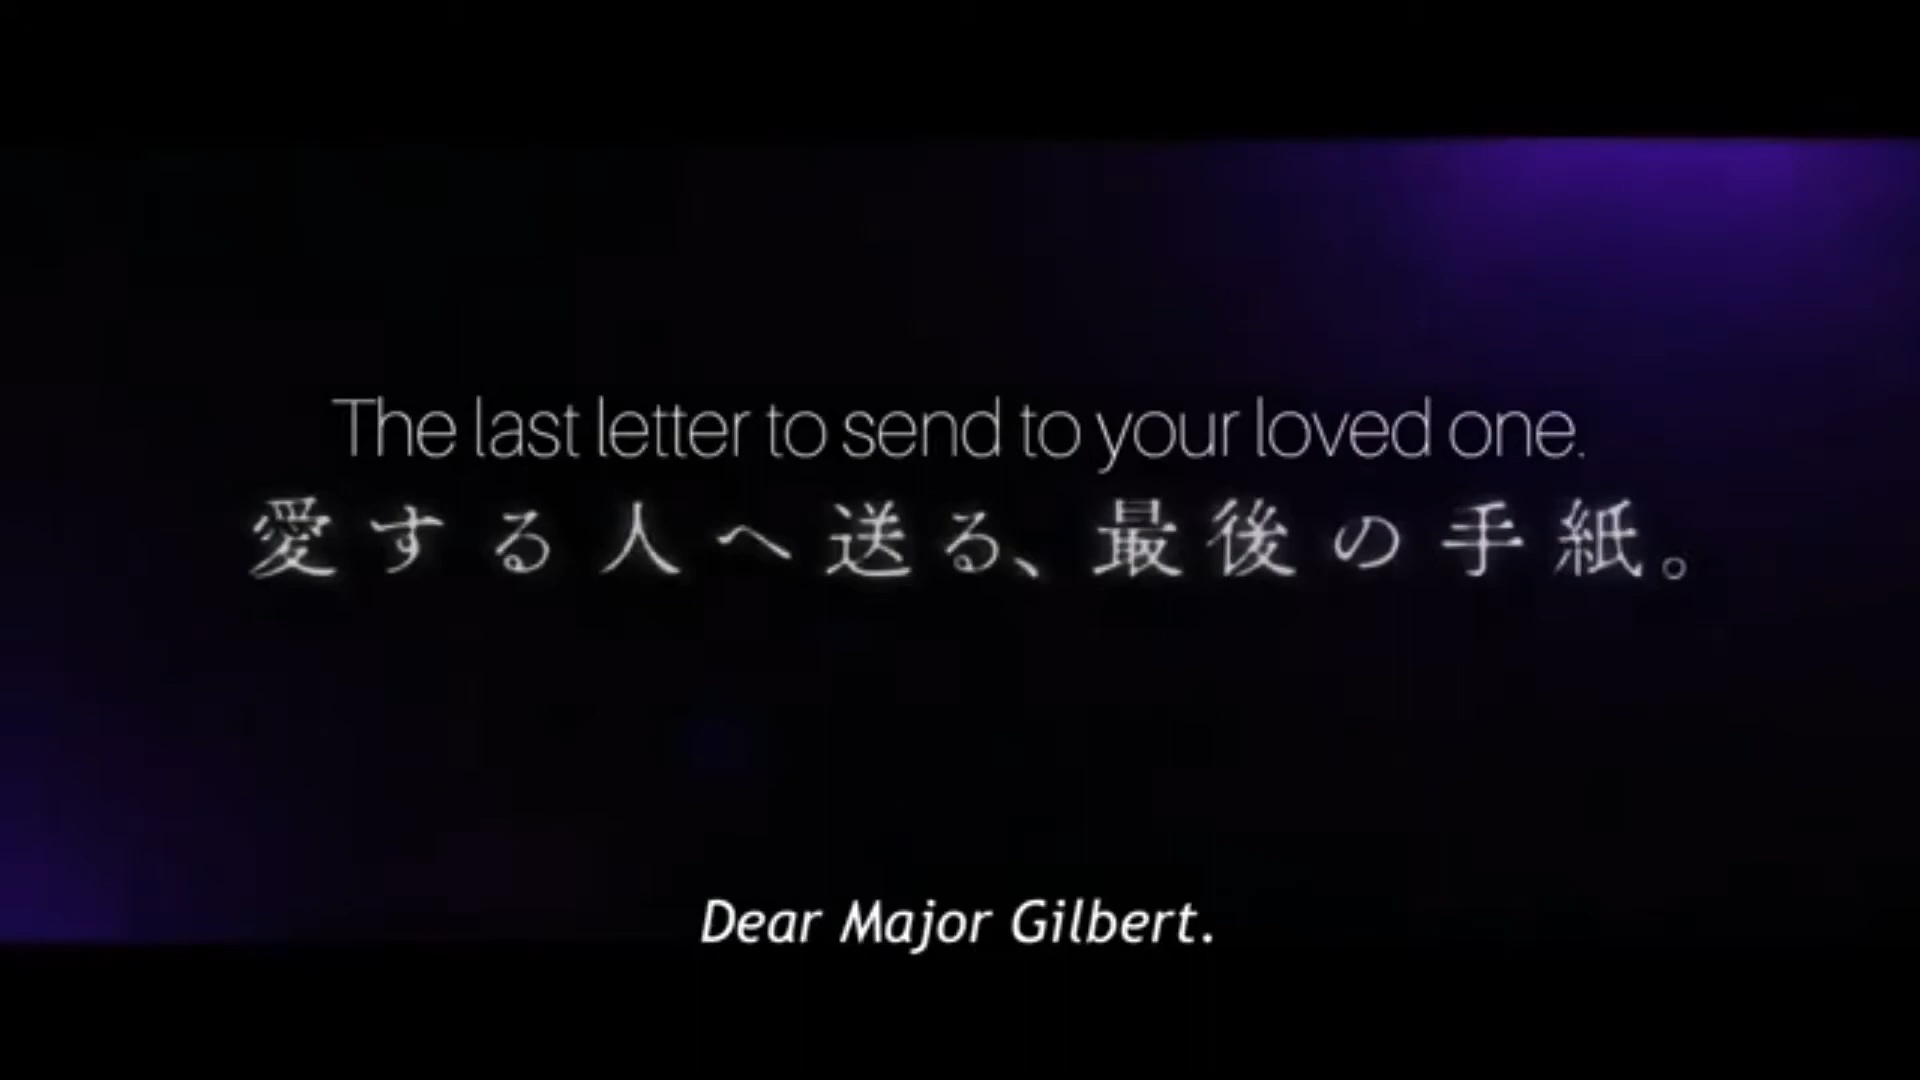 The last letter to send to your loved one.
愛する人へ送る、最後の手紙。
Dear Major Gilbert.